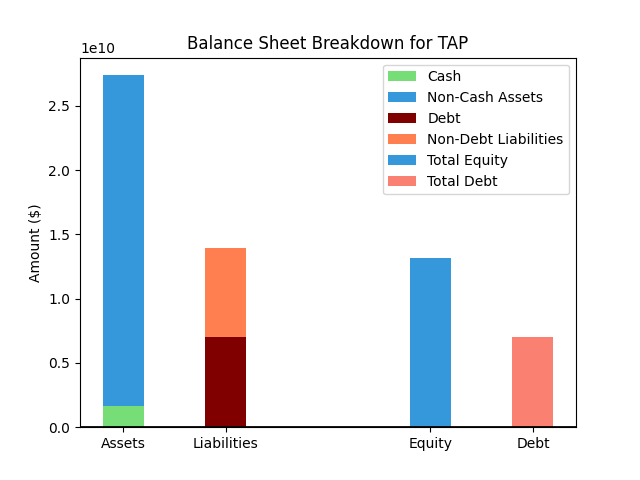 Balance Sheet Breakdown for TAP
1e10
Cash
Non-Cash Assets
Debt
Non-Debt Liabilities
Total Equity
Total Debt
Amount ($)
2.5
2.0
1.5
1.0
0.5
0.0
Assets Liabilities Equity Debt